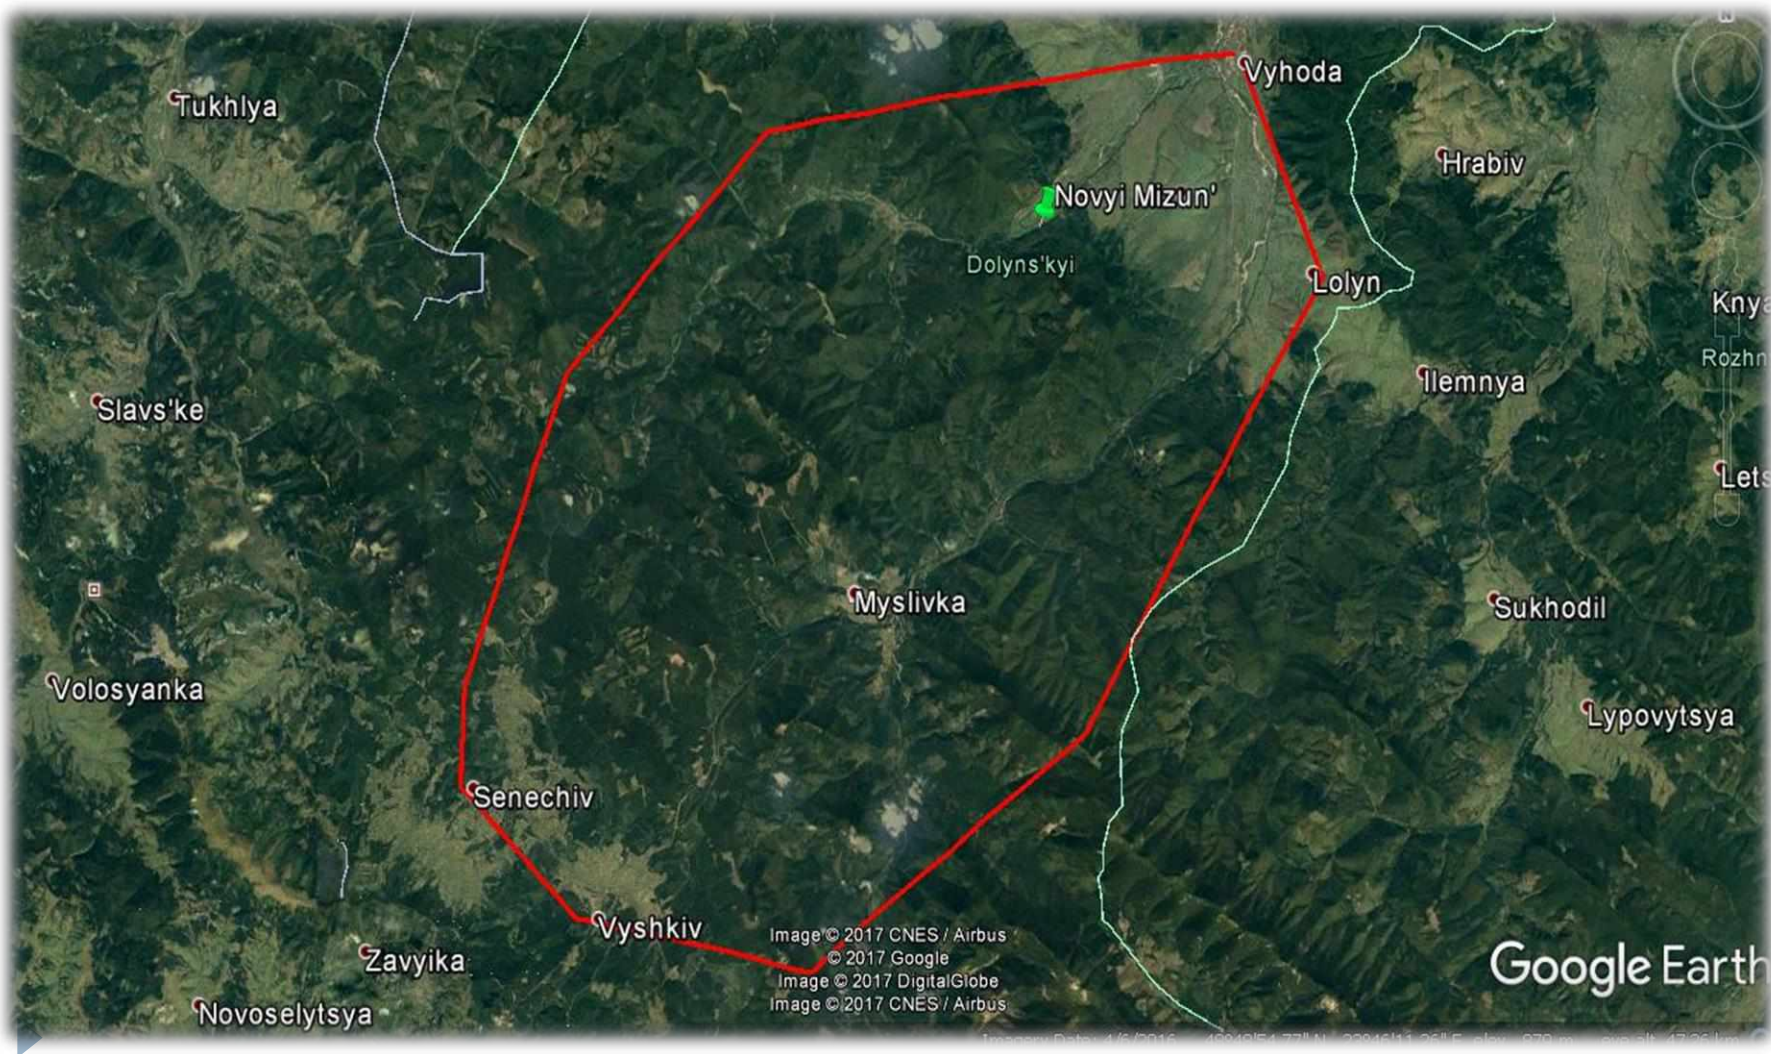 N
Vyhoda
Tukhlya
Hrabiv
Novyi Mizun'
Dolyns'kyi
Lolyn
Knya
Rozhn
Ilemnya
Slavs'ke
Lets
Myslivka
Sukhodil
Volosyanka
Lypovytsya
Senechiv
Vyshkiv
Zavyika
Novoselytsya
Image © 2017 CNES / Airbus
© 2017 Google
Image © 2017 DigitalGlobe
Image © 2017 CNES / Airbus
Google Earth